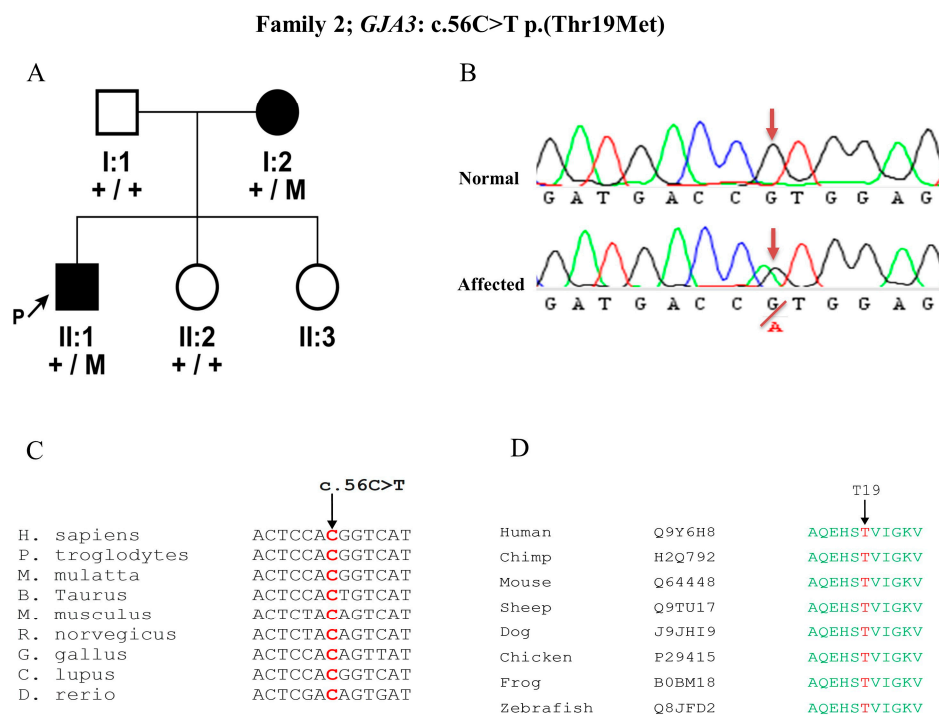 Family 2; GJA3: c.56C>T p.(Thr19Met)
A
I:1
+ / +
I:2
+ / M
P
II:1
+ / M
II:2
+ / +
II:3
B
Normal
G A T G A C C G T G G A G
Affected
G A T G A C C G T G G A G
A
C
c.56C>T
H. sapiens ACTCCACGGTCAT
P. troglodytes ACTCCACGGTCAT
M. mulatta ACTCCACGGTCAT
B. Taurus ACTCCACTGTCAT
M. musculus ACTCTACAGTCAT
R. norvegicus ACTCTACAGTCAT
G. gallus ACTCCACAGTTAT
C. lupus ACTCCACGGTCAT
D. rerio ACTCGACAGTGAT
D
T19
Human Q9Y6H8 AQEHSTVIGKV
Chimp H2Q792 AQEHSTVIGKV
Mouse Q64448 AQEHSTVIGKV
Sheep Q9TU17 AQEHSTVIGKV
Dog J9JHI9 AQEHSTVIGKV
Chicken P29415 AQEHSTVIGKV
Frog B0BM18 AQEHSTVIGKV
Zebrafish Q8JFD2 AQEHSTVIGKV